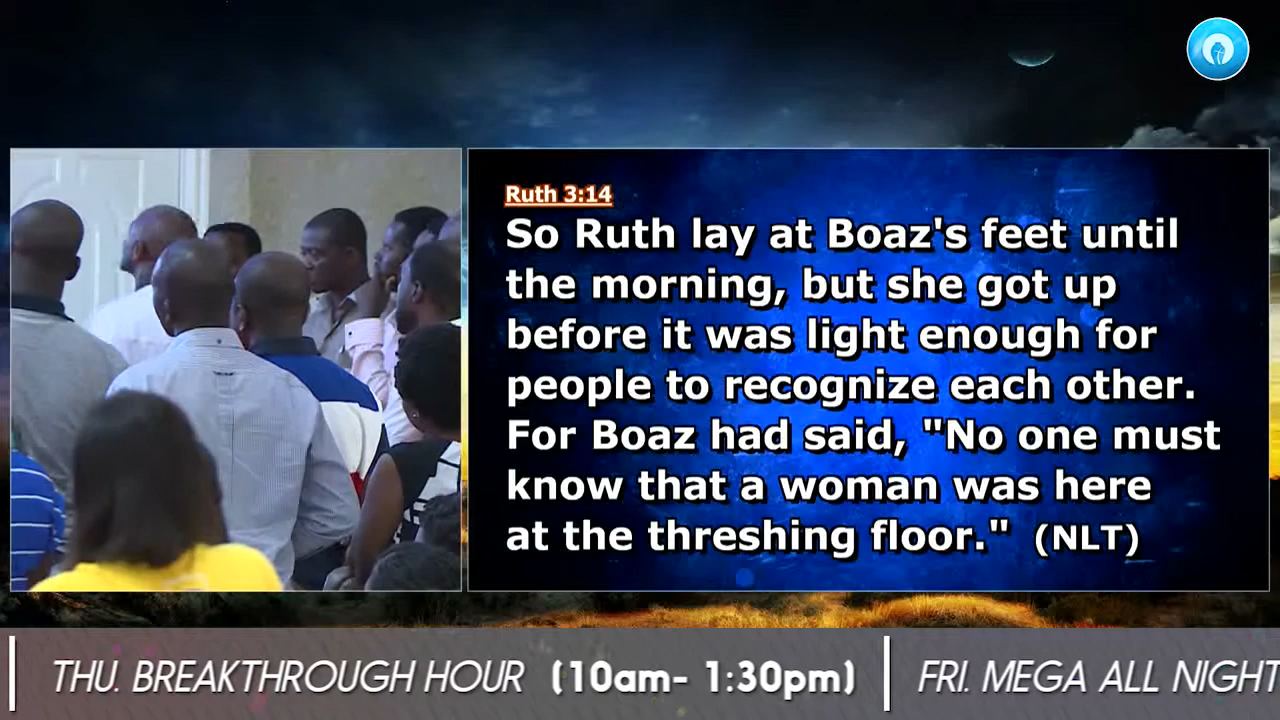 Ruth 3:14
So Ruth lay at Boaz's feet until
the morning, but she got up
before it was light enough for
people to recognize each other.
For Boaz had said, "No one must
know that a woman was here
at the threshing floor." (NLT)
THU. BREAKTHROUGH HOUR (10am- 1:30pm) FRI. MEGA ALL NIGHT